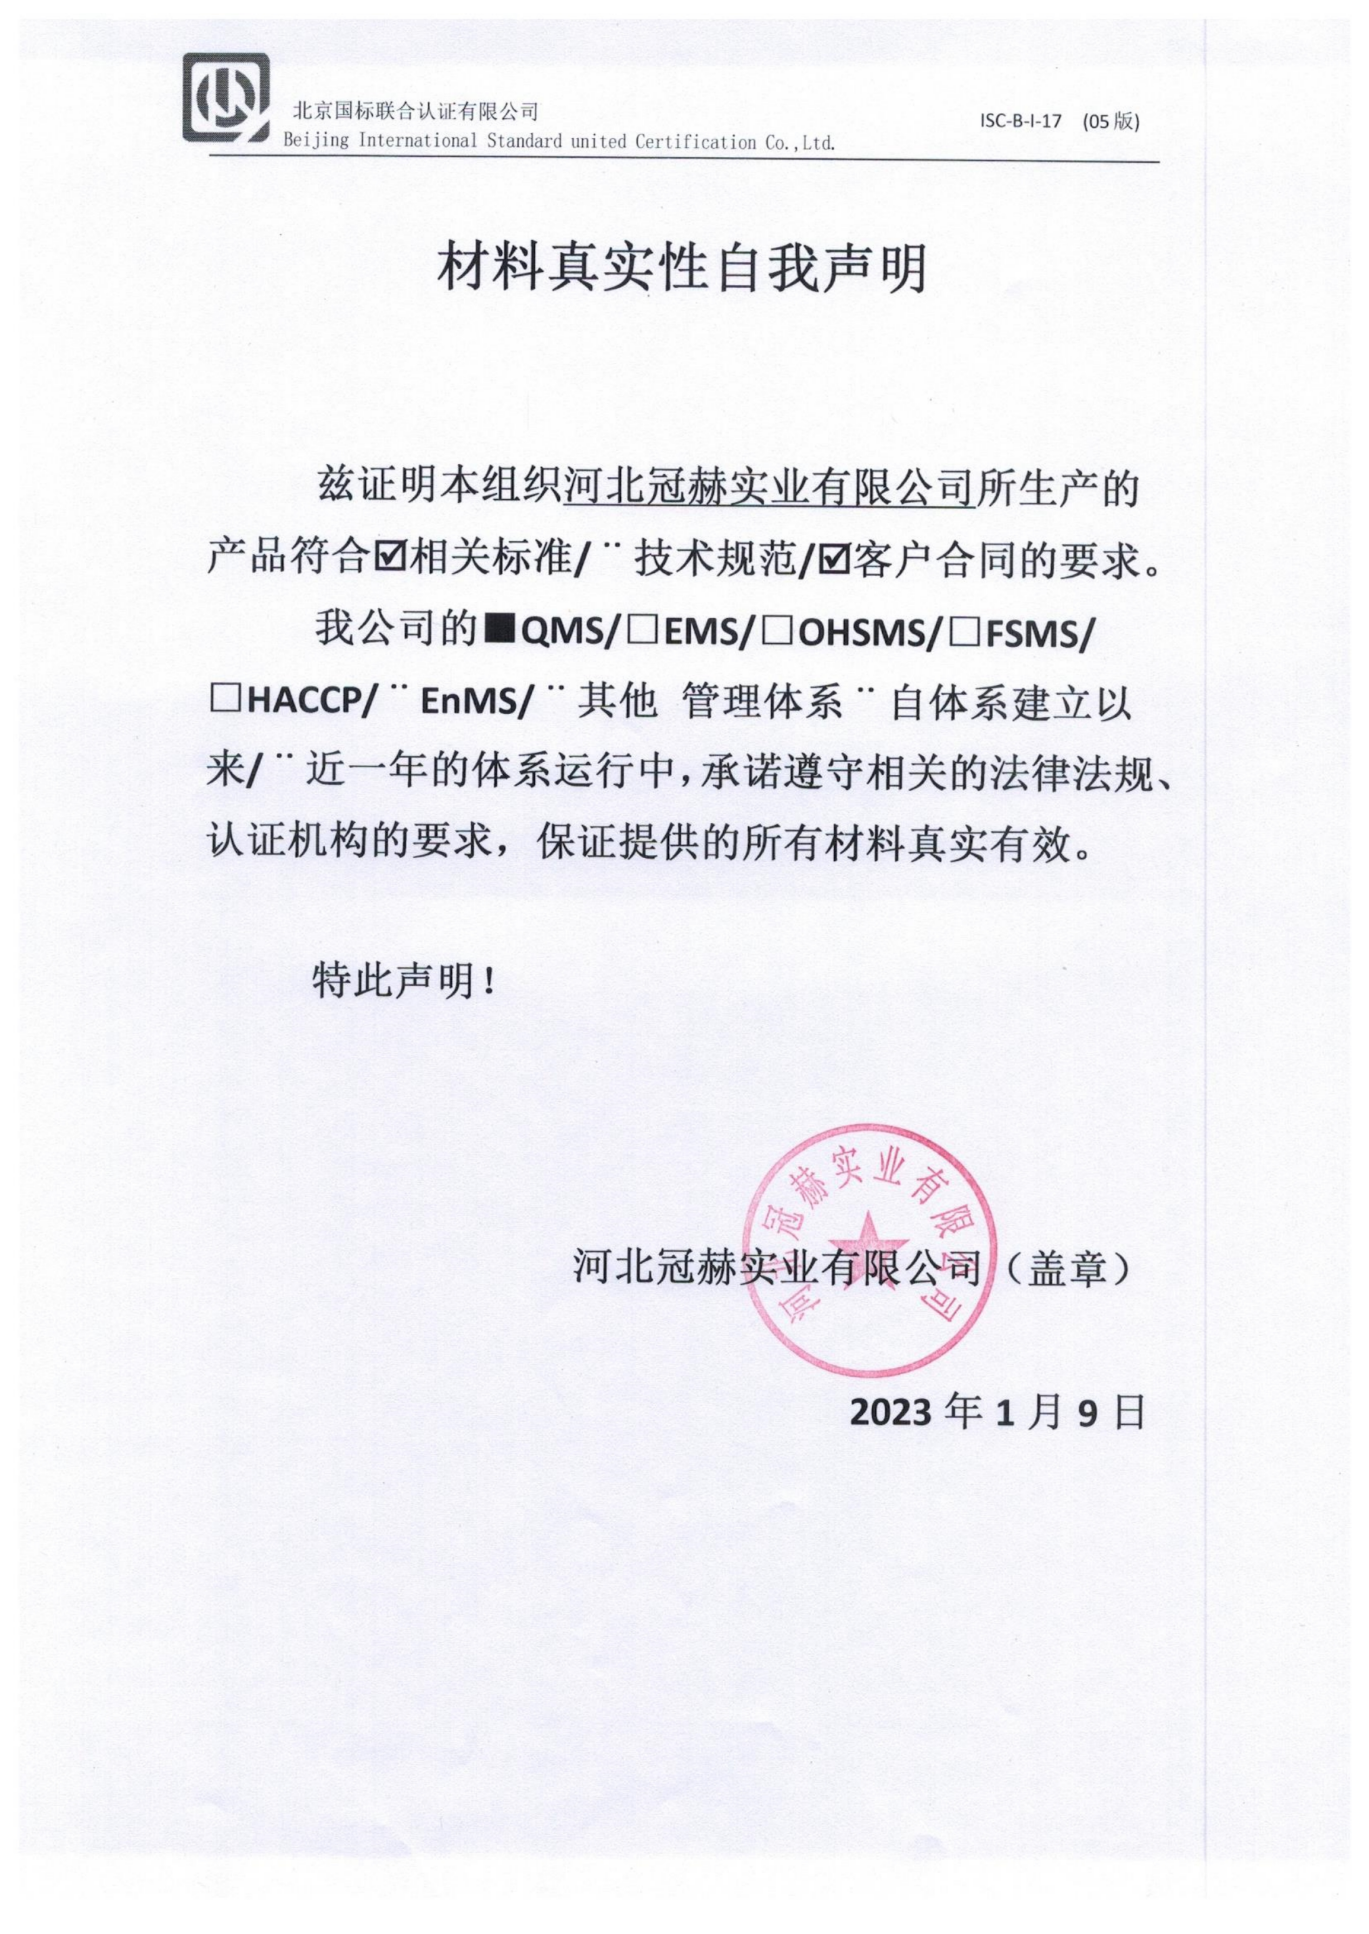 北京国标联合认证有限公司
ISC-B-I-17 (05版)
Beijing International Standard united Certification Co.,Ltd.
材料真实性自我声明
兹证明本组织河北冠赫实业有限公司所生产的
产品符合☑相关标准/¨技术规范/☑客户合同的要求。
我公司的■QMS/□EMS/□OHSMS/□FSMS/
□HACCP/¨EnMS/¨其他 管理体系¨自体系建立以
来/¨近一年的体系运行中,承诺遵守相关的法律法规、
认证机构的要求，保证提供的所有材料真实有效。
特此声明！
河北冠赫实业有限公司
河北冠赫实业有限公司（盖章）
2023 年 1 月 9 日